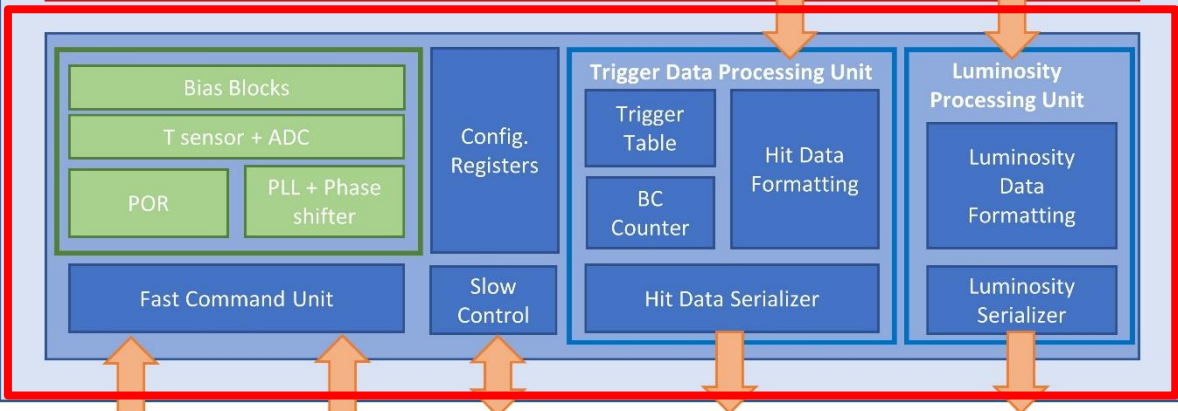 Bias Blocks
T sensor + ADC
POR
PLL + Phase
shifter
Fast Command Unit
Config.
Registers
Slow
Control
Trigger Data Processing Unit
Trigger
Table
BC
Counter
Hit Data
Formatting
Hit Data Serializer
Luminosity
Processing Unit
Luminosity
Data
Formatting
Luminosity
Serializer